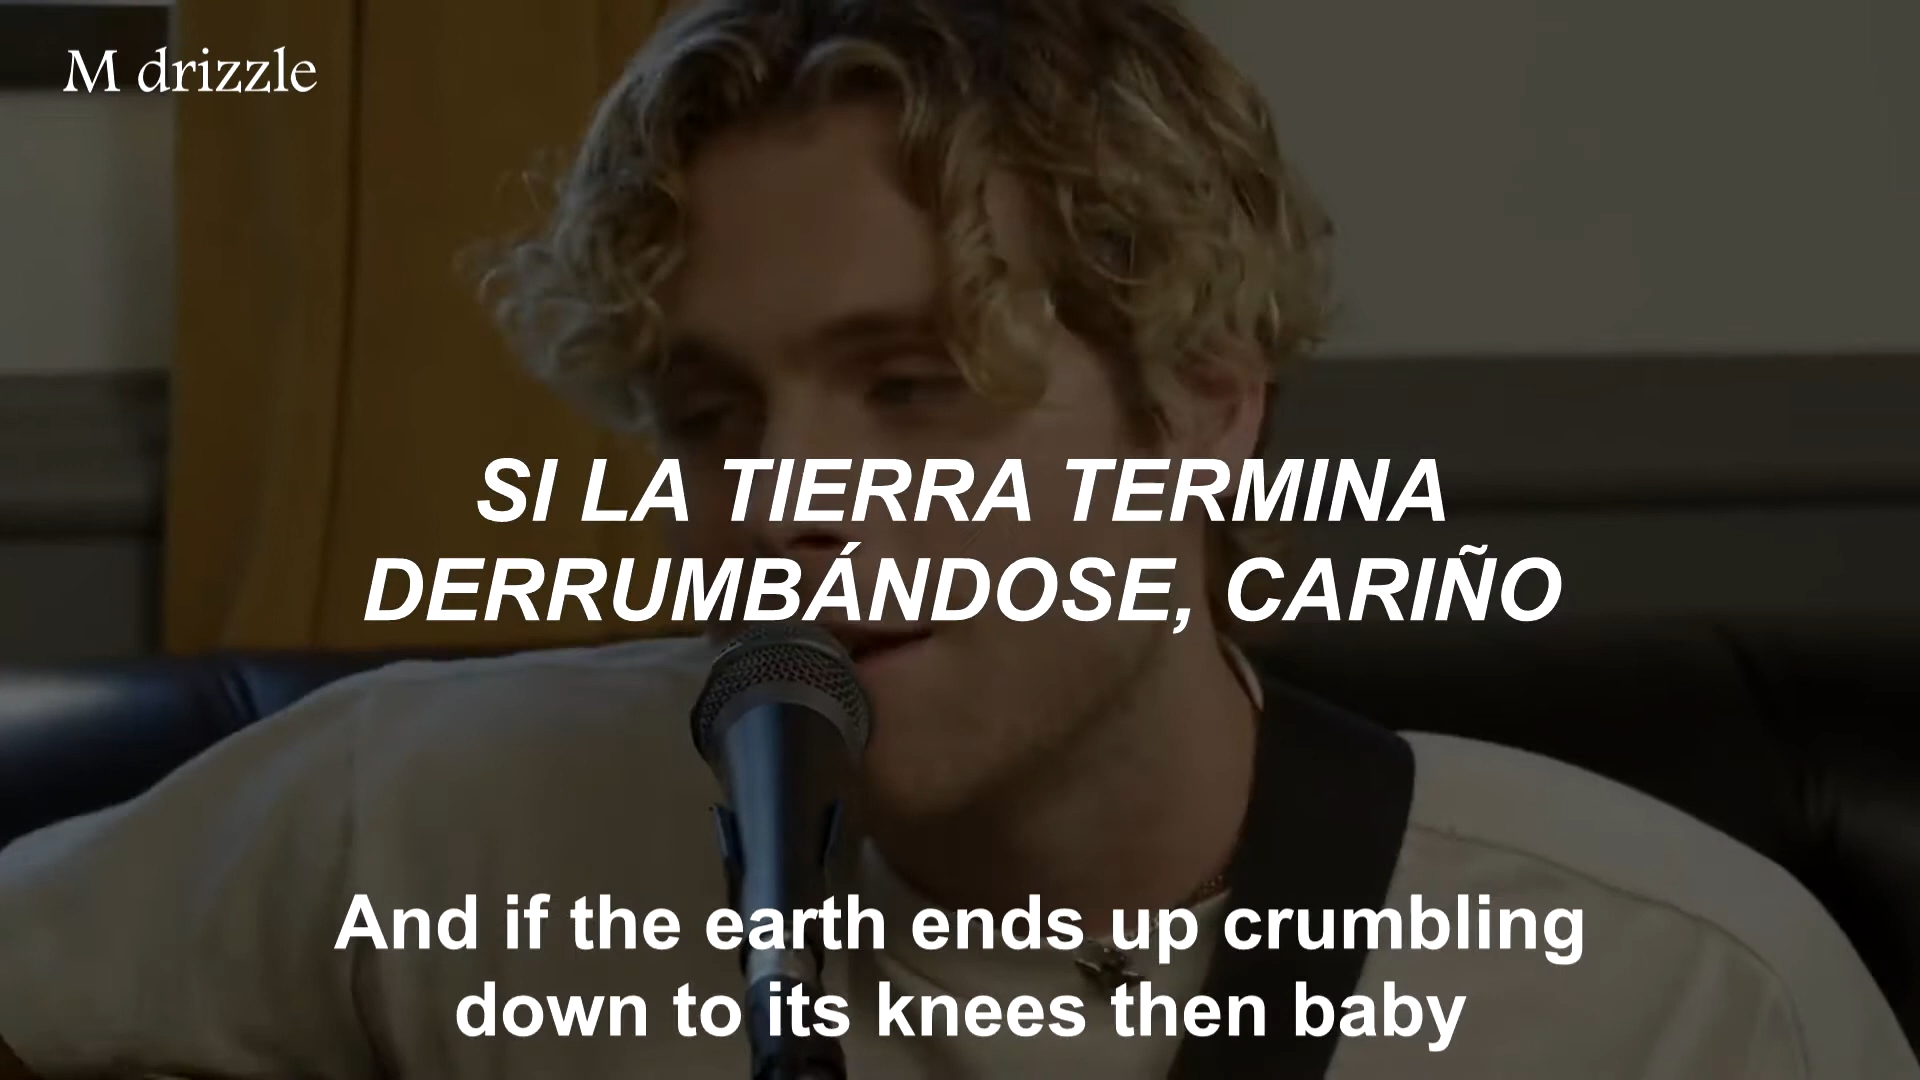 M drizzle
SI LA TIERRA TERMINA
DERRUMBÁNDOSE, CARIÑO
And if the earth ends up crumbling
down to its knees then baby